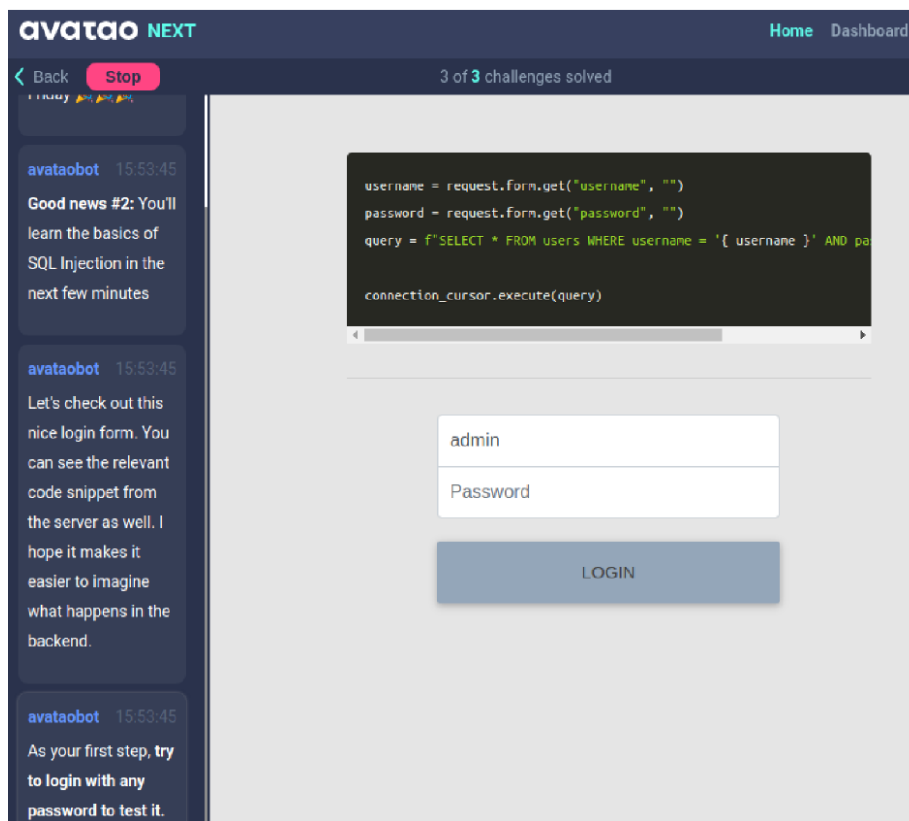 avatao NEXT
Home Dashboard
Back Stop
3 of 3 challenges solved
Friday
avataobot 15:53:45
Good news #2: You'll
learn the basics of
SQL Injection in the
next few minutes
avataobot 15:53:45
Let's check out this
nice login form. You
can see the relevant
code snippet from
the server as well. I
hope it makes it
easier to imagine
what happens in the
backend.
avataobot 15:53:45
As your first step, try
to login with any
password to test it.
username = request.form.get("username", "")
password = request.form.get("password", "")
query = f"SELECT * FROM users WHERE username = '{ username }' AND pa
connection_cursor.execute(query)
admin
Password
LOGIN